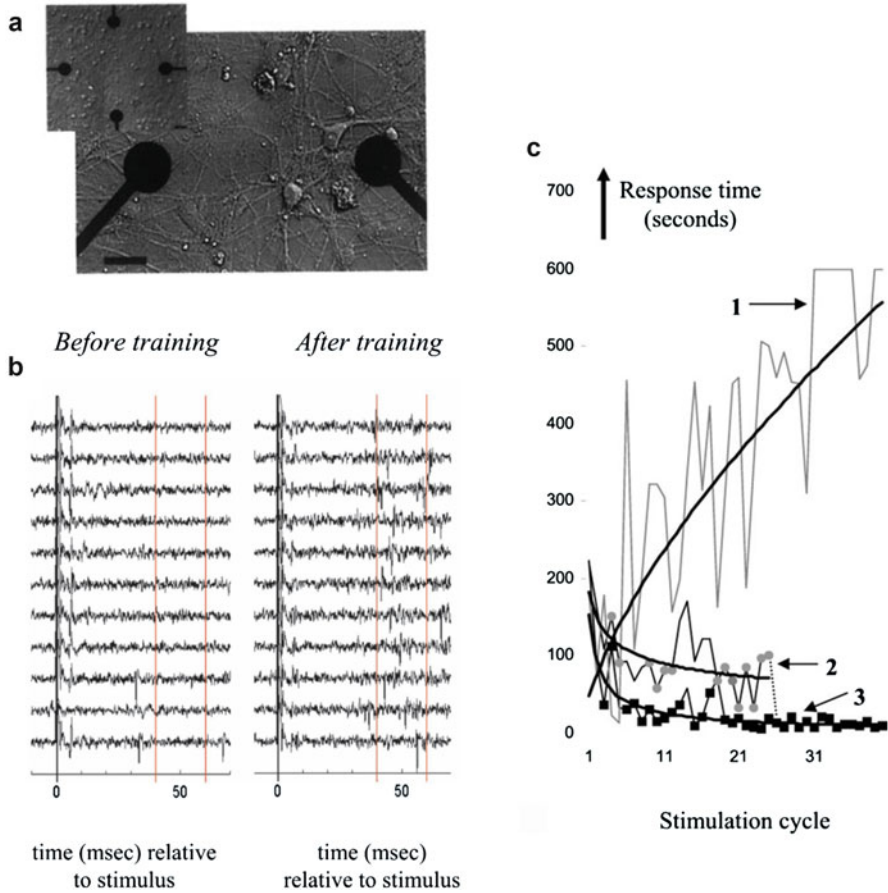 a
Before training
After training
b
0
50
0
50
time (msec) relative
to stimulus
time (msec)
relative to stimulus
c
Response time
(seconds)
700
600
500
400
300
200
100
0
1
2
3
1
11
21
31
Stimulation cycle